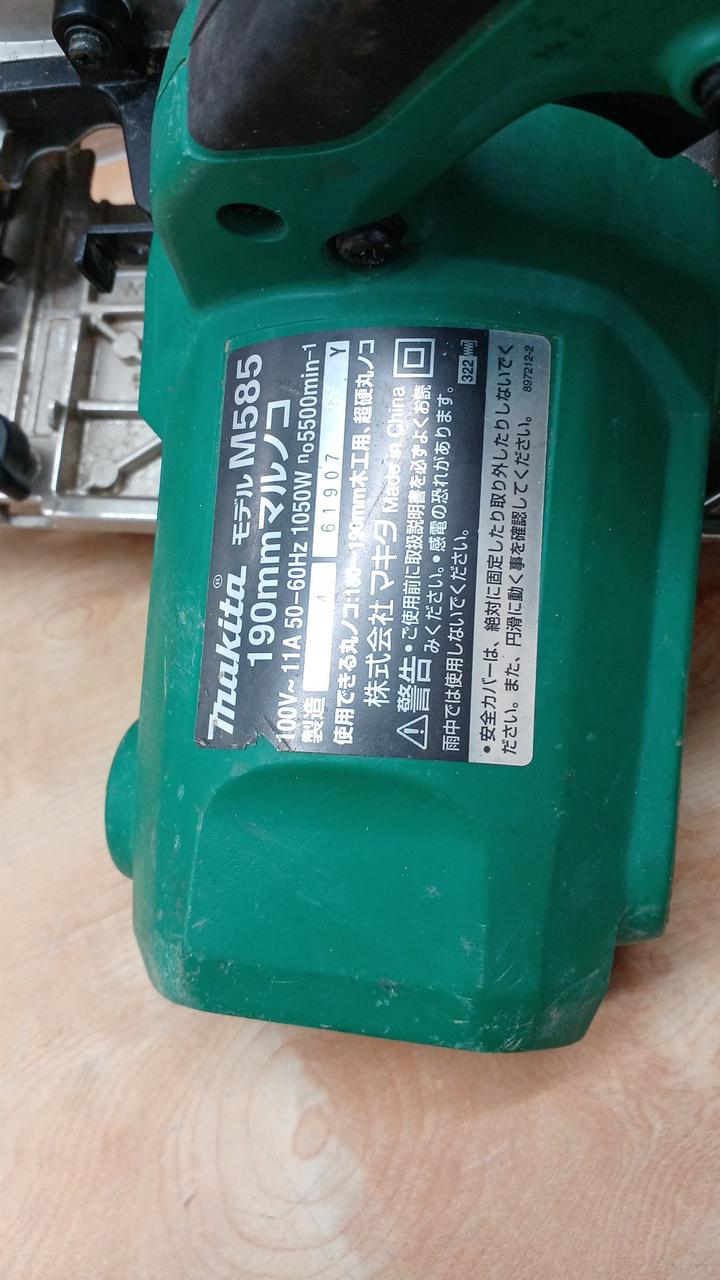 makita® モデル M585
190mmマルノコ
100V～ 11A 50-60Hz 1050W n₀5500min-1
製造 4 61907 Y
使用できる丸ノコ: 190mm木工用、超硬丸ノコ
株式会社 マキタ Made in China
警告 •ご使用前に取扱説明書を必ずよくお読
みください。•感電の恐れがあります。
雨中では使用しないでください。
322
•安全カバーは、絶対に固定したり取り外したりしないでく
ださい。また、円滑に動く事を確認してください。
897212-2